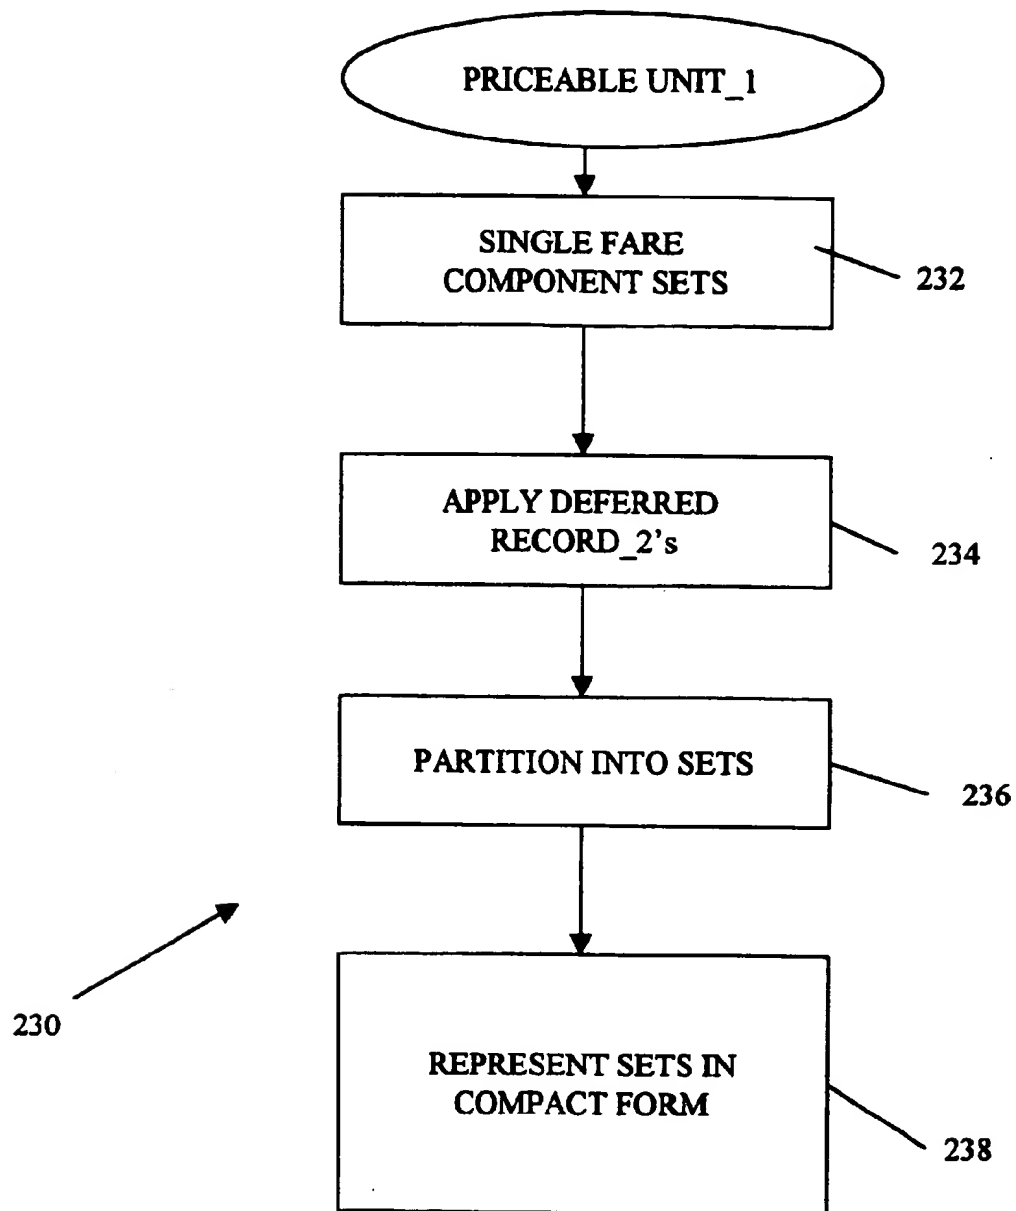 PRICEABLE UNIT_1
SINGLE FARE
COMPONENT SETS
232
APPLY DEFERRED
RECORD_2's
234
PARTITION INTO SETS
236
230
REPRESENT SETS IN
COMPACT FORM
238